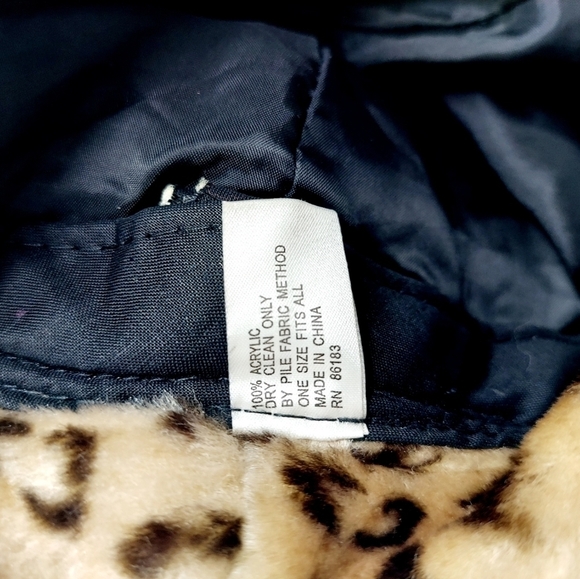 100% ACRYLIC
DRY CLEAN ONLY
BY PILE FABRIC METHOD
ONE SIZE FITS ALL
MADE IN CHINA
RN 86183